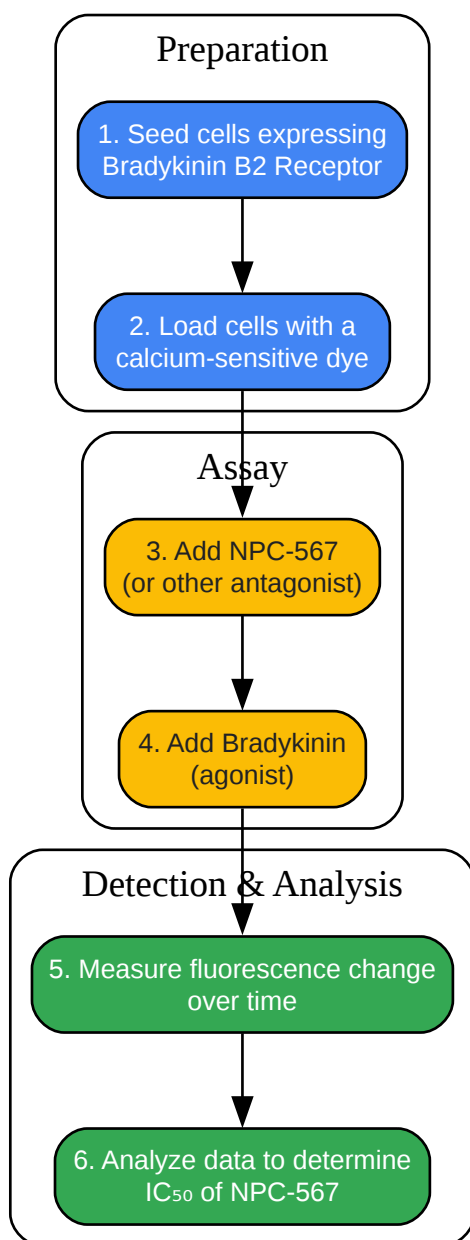 Preparation
1. Seed cells expressing
Bradykinin B2 Receptor
2. Load cells with a
calcium-sensitive dye
Assay
3. Add NPC-567
(or other antagonist)
4. Add Bradykinin
(agonist)
Detection & Analysis
5. Measure fluorescence change
over time
6. Analyze data to determine
IC₅₀ of NPC-567